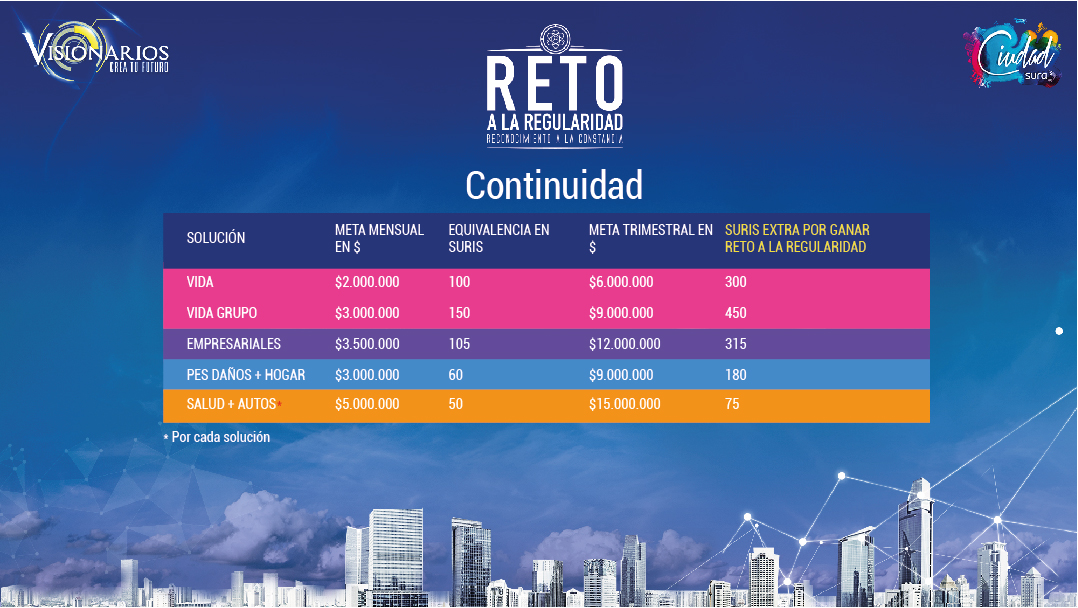 VISIONARIOS
CREA TU FUTURO
RETO
A LA REGULARIDAD
RECONOCIMIENTO A LA CONSTANCIA
Ciudad
sura
Continuidad
SOLUCIÓN
META MENSUAL
EN $
EQUIVALENCIA EN
SURIS
META TRIMESTRAL EN
$
SURIS EXTRA POR GANAR
RETO A LA REGULARIDAD
VIDA $2.000.000 100 $6.000.000 300
VIDA GRUPO $3.000.000 150 $9.000.000 450
EMPRESARIALES $3.500.000 105 $12.000.000 315
PES DAÑOS + HOGAR $3.000.000 60 $9.000.000 180
SALUD + AUTOS* $5.000.000 50 $15.000.000 75
* Por cada solución